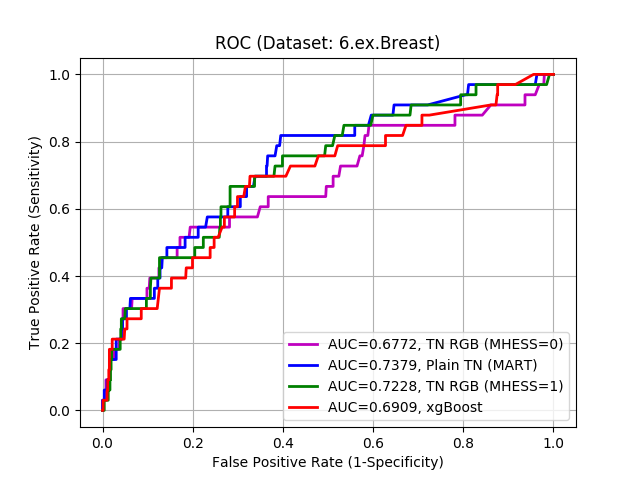 ROC (Dataset: 6.ex.Breast)
True Positive Rate (Sensitivity)
1.0
0.8
0.6
0.4
0.2
0.0
AUC=0.6772, TN RGB (MHESS=0)
AUC=0.7379, Plain TN (MART)
AUC=0.7228, TN RGB (MHESS=1)
AUC=0.6909, xgBoost
0.0 0.2 0.4 0.6 0.8 1.0
False Positive Rate (1-Specificity)